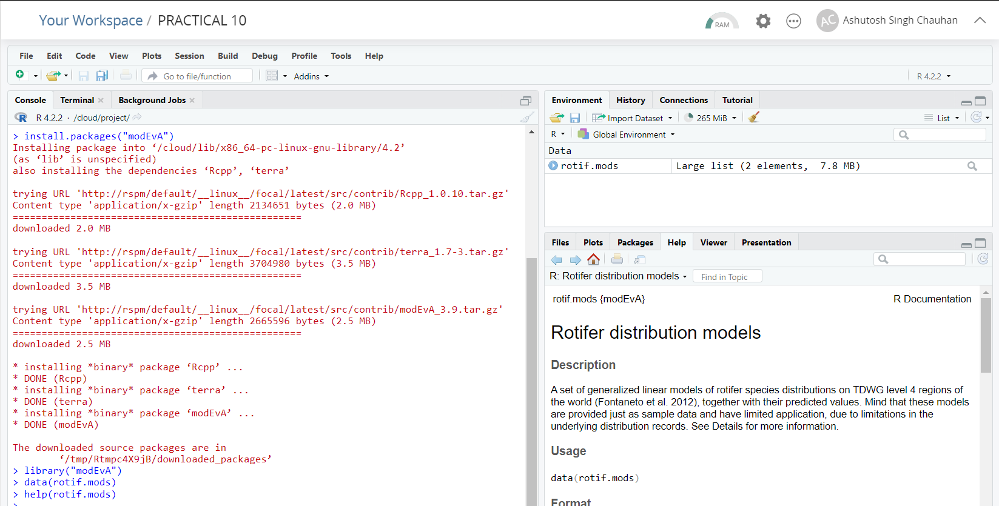 Your Workspace / PRACTICAL 10
RAM
AC Ashutosh Singh Chauhan
File Edit Code View Plots Session Build Debug Profile Tools Help
Go to file/function Addins R 4.2.2
Console Terminal Background Jobs
R 4.2.2 · /cloud/project/
> install.packages("modEvA")
Installing package into ‘/cloud/lib/x86_64-pc-linux-gnu-library/4.2’
(as ‘lib’ is unspecified)
also installing the dependencies ‘Rcpp’, ‘terra’
trying URL 'http://rspm/default/__linux__/focal/latest/src/contrib/Rcpp_1.0.10.tar.gz'
Content type 'application/x-gzip' length 2134651 bytes (2.0 MB)
==================================================
downloaded 2.0 MB
trying URL 'http://rspm/default/__linux__/focal/latest/src/contrib/terra_1.7-3.tar.gz'
Content type 'application/x-gzip' length 3704980 bytes (3.5 MB)
==================================================
downloaded 3.5 MB
trying URL 'http://rspm/default/__linux__/focal/latest/src/contrib/modEvA_3.9.tar.gz'
Content type 'application/x-gzip' length 2665596 bytes (2.5 MB)
==================================================
downloaded 2.5 MB
* installing *binary* package ‘Rcpp’ ...
* DONE (Rcpp)
* installing *binary* package ‘terra’ ...
* DONE (terra)
* installing *binary* package ‘modEvA’ ...
* DONE (modEvA)
The downloaded source packages are in
‘/tmp/Rtmpc4X9jB/downloaded_packages’
> library("modEvA")
> data(rotif.mods)
> help(rotif.mods)
>
Environment History Connections Tutorial
Import Dataset 265 MiB List
R Global Environment
Data
rotif.mods Large list (2 elements, 7.8 MB)
Files Plots Packages Help Viewer Presentation
R: Rotifer distribution models Find in Topic
rotif.mods {modEvA} R Documentation
Rotifer distribution models
Description
A set of generalized linear models of rotifer species distributions on TDWG level 4 regions of
the world (Fontaneto et al. 2012), together with their predicted values. Mind that these models
are provided just as sample data and have limited application, due to limitations in the
underlying distribution records. See Details for more information.
Usage
data(rotif.mods)
Format